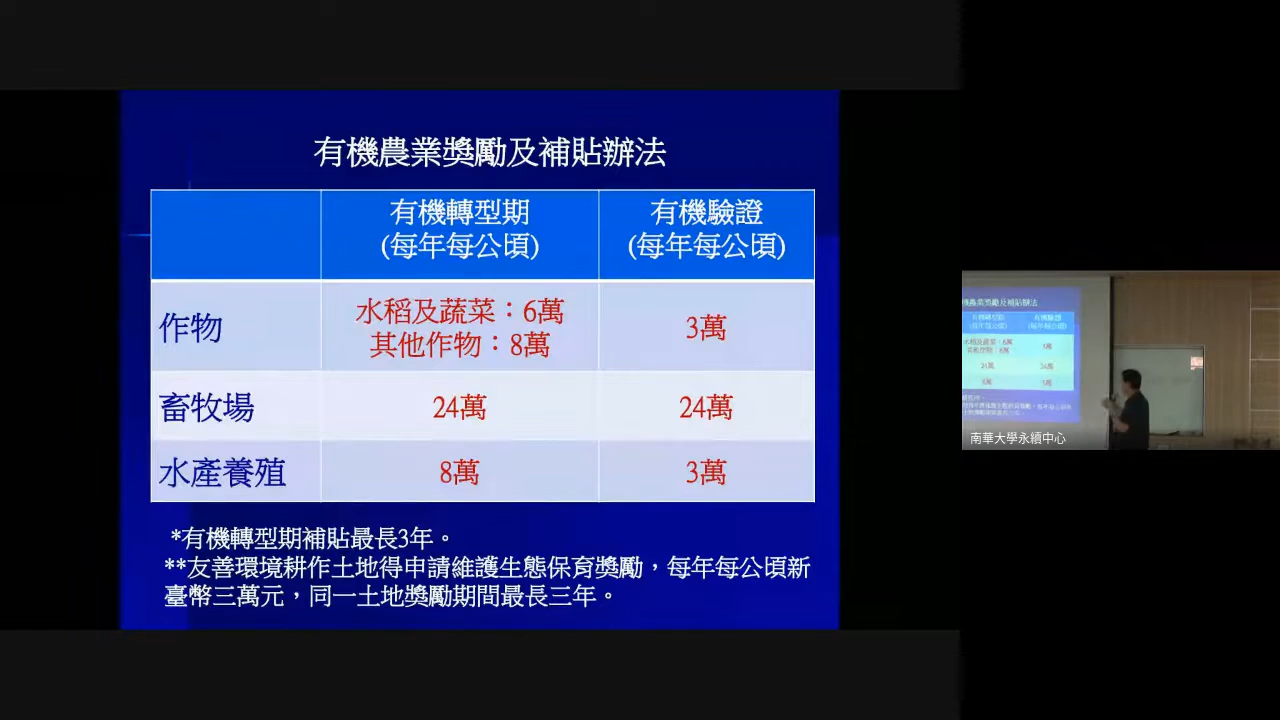 有機農業獎勵及補貼辦法
有機轉型期
(每年每公頃)
有機驗證
(每年每公頃)
作物
水稻及蔬菜：6萬
其他作物：8萬
3萬
畜牧場
24萬
24萬
水產養殖
8萬
3萬
*有機轉型期補貼最長3年。
**友善環境耕作土地得申請維護生態保育獎勵，每年每公頃新
臺幣三萬元，同一土地獎勵期間最長三年。
南華大學永續中心